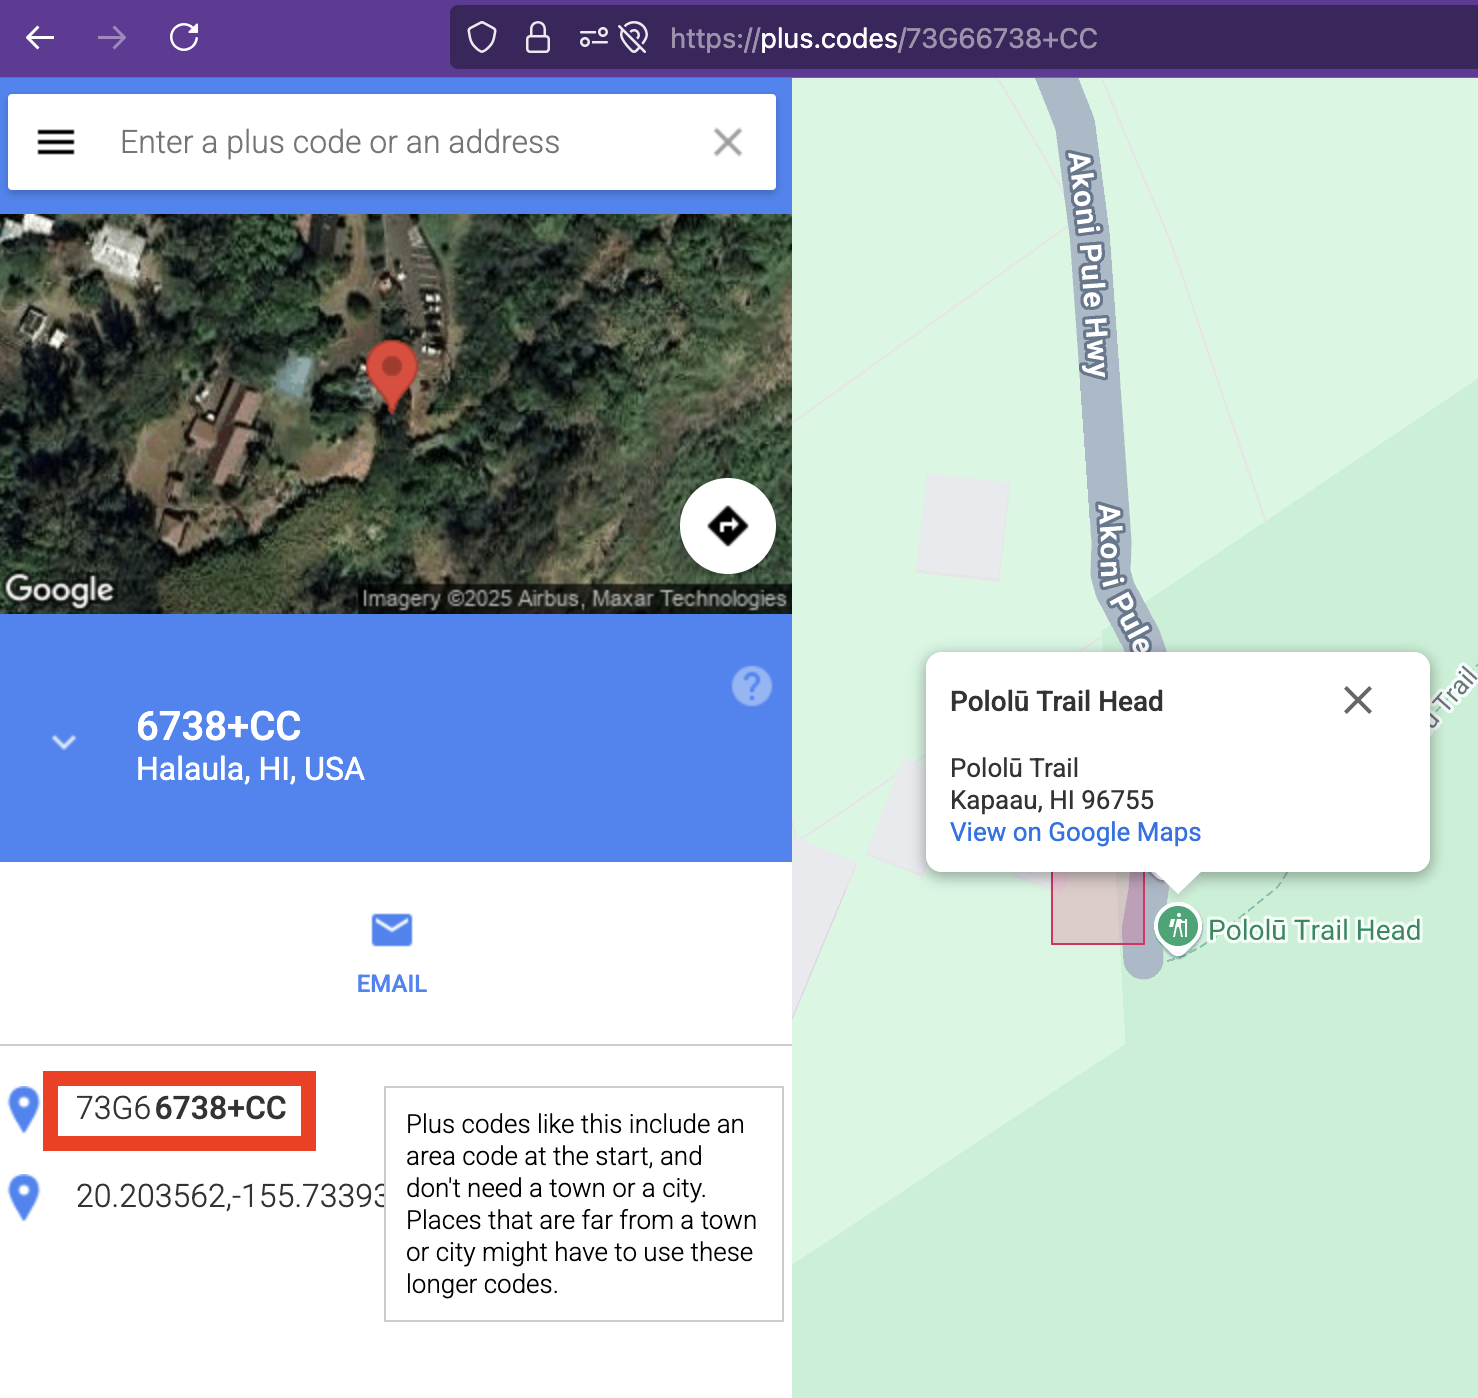 https://plus.codes/73G66738+CC
Enter a plus code or an address
Google
Imagery ©2025 Airbus, Maxar Technologies
6738+CC
Halaula, HI, USA
?
EMAIL
73G66738+CC
20.203562,-155.73393
Plus codes like this include an
area code at the start, and
don't need a town or a city.
Places that are far from a town
or city might have to use these
longer codes.
Akoni Pule Hwy
Akoni Pule
Pololū Trail Head
Pololū Trail
Kapaau, HI 96755
View on Google Maps
ū-Trail
Pololū Trail Head